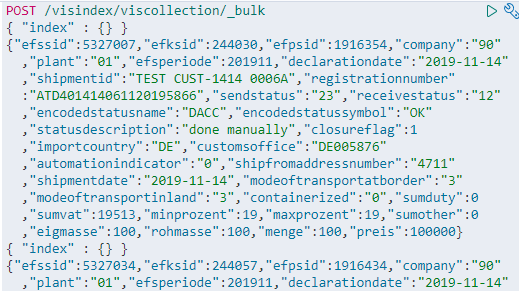 POST /visindex/viscollection/_bulk
{ "index" : {} }
{"efssid":5327007,"efksid":244030,"efpsid":1916354,"company":"90"
,"plant":"01","efsperiode":201911,"declarationdate":"2019-11-14"
,"shipmentid":"TEST CUST-1414 0006A","registrationnumber"
:"ATD401414061120195866","sendstatus":"23","receivestatus":"12"
,"encodedstatusname":"DACC","encodedstatussymbol":"OK"
,"statusdescription":"done manually","closureflag":1
,"importcountry":"DE","customsoffice":"DE005876"
,"automationindicator":"0","shipfromaddressnumber":"4711"
,"shipmentdate":"2019-11-14","modeoftransportatborder":"3"
,"modeoftransportinland":"3","containerized":"0","sumduty":0
,"sumvat":19513,"minprozent":19,"maxprozent":19,"sumother":0
,"eigmasse":100,"rohmasse":100,"menge":100,"preis":100000}
{ "index" : {} }
{"efssid":5327034,"efksid":244057,"efpsid":1916434,"company":"90"
,"plant":"01","efsperiode":201911,"declarationdate":"2019-11-14"